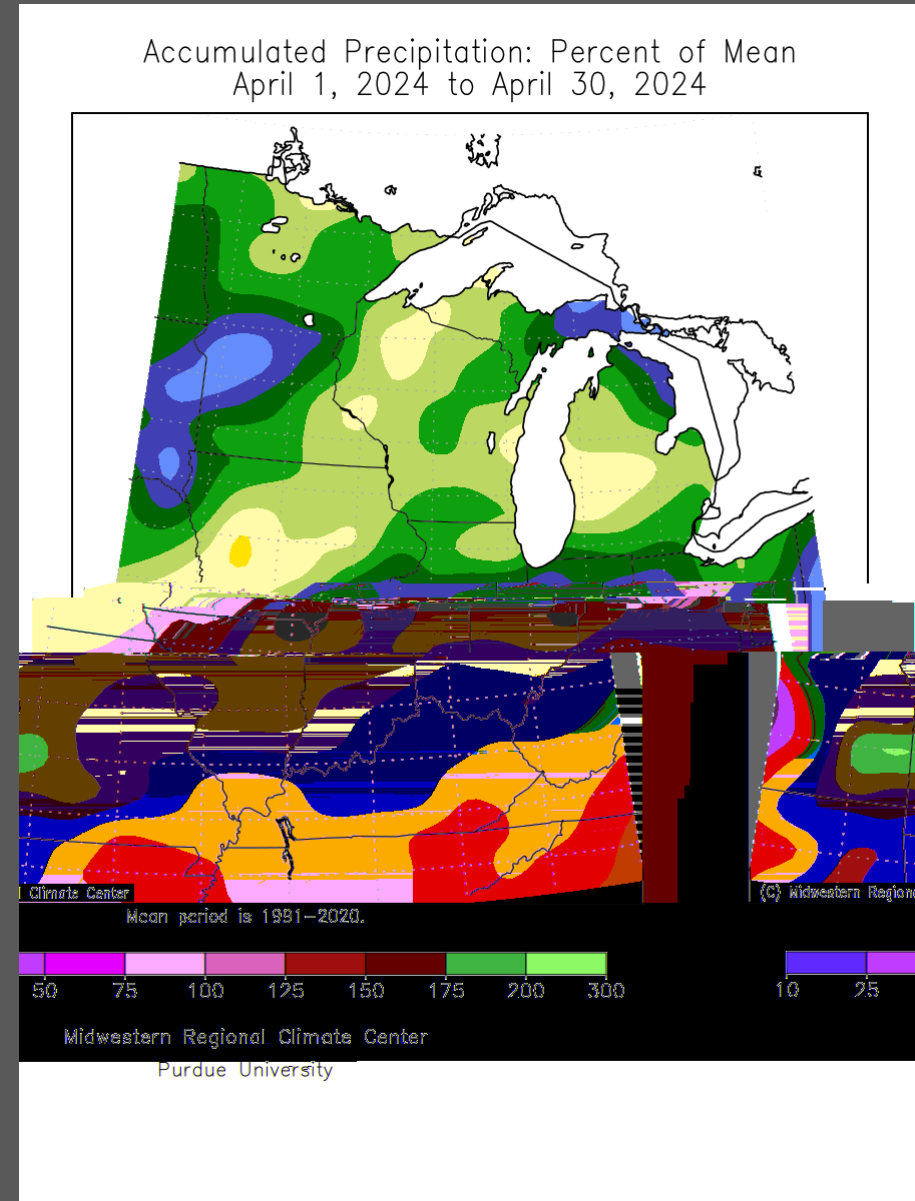 Accumulated Precipitation: Percent of Mean
April 1, 2024 to April 30, 2024
Climate Center
(C) Midwestern
Mean period is 1991-2020.
50 75 100 125 150 175 200 300 10 25
Midwestern Regional Climate Center
Purdue University